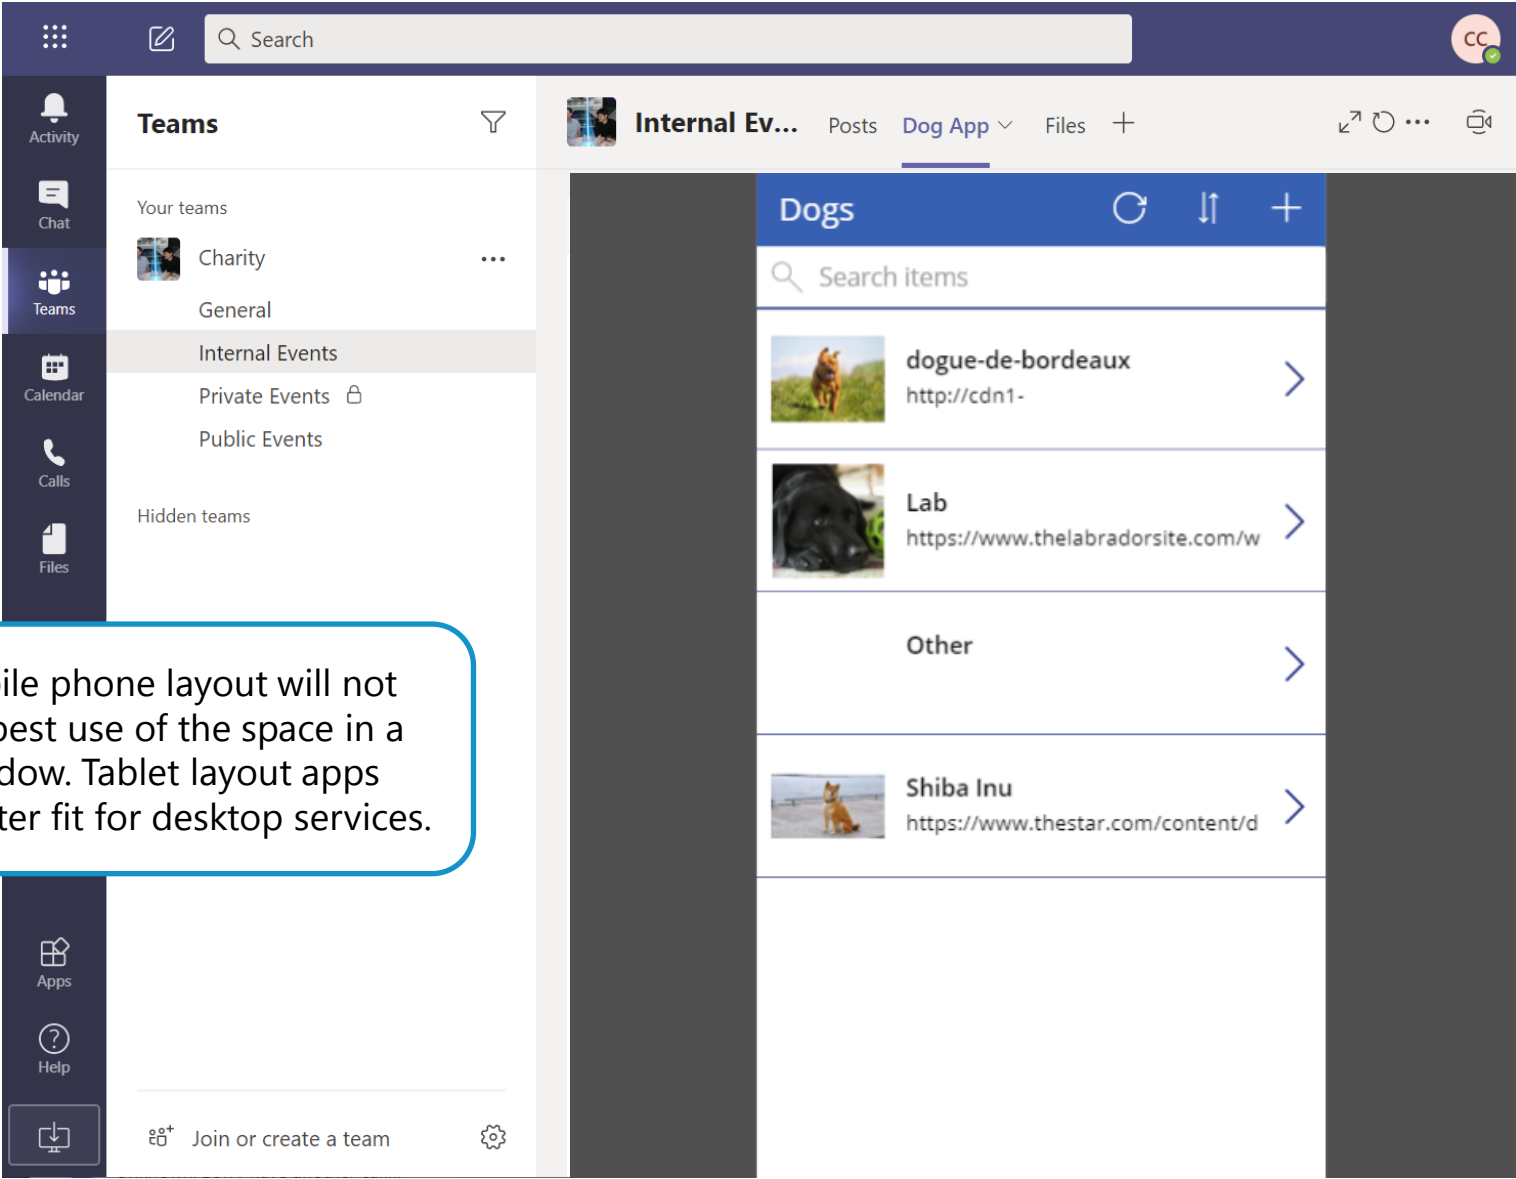 Search
CC
Activity
Chat
Teams
Calendar
Calls
Files
Apps
Help
Teams
Your teams
Charity
General
Internal Events
Private Events
Public Events
Hidden teams
Join or create a team
ile phone layout will not
best use of the space in a
dow. Tablet layout apps
ter fit for desktop services.
Internal Ev... Posts Dog App Files
Dogs
Search items
dogue-de-bordeaux
http://cdn1-
Lab
https://www.thelabradorsite.com/w
Other
Shiba Inu
https://www.thestar.com/content/d